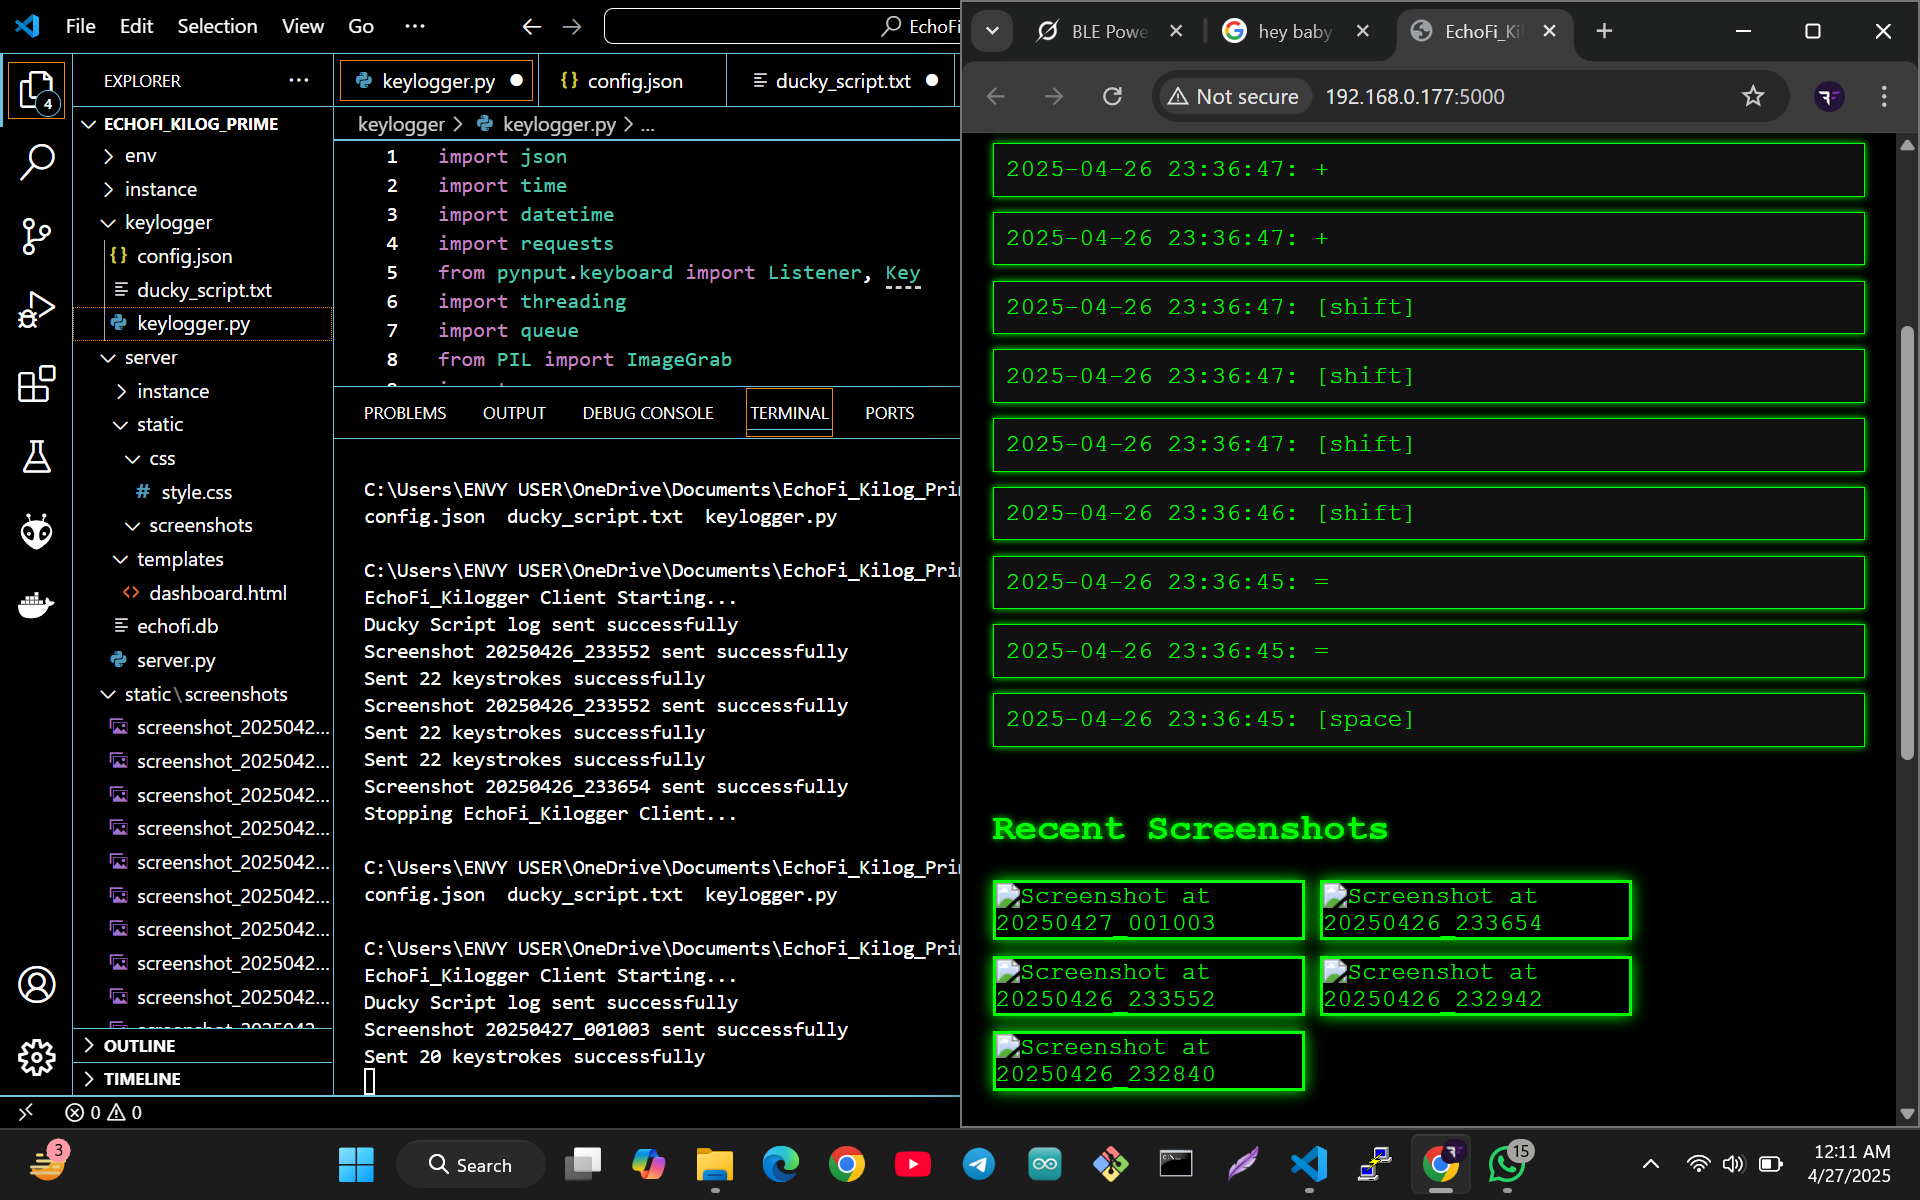 File Edit Selection View Go ···
EchoFi
EXPLORER ···
4
ECHOFI_KILOG_PRIME
env
instance
keylogger
{} config.json
ducky_script.txt
keylogger.py
server
instance
static
css
# style.css
screenshots
templates
<> dashboard.html
echofi.db
server.py
static\screenshots
screenshot_2025042...
screenshot_2025042...
screenshot_2025042...
screenshot_2025042...
screenshot_2025042...
screenshot_2025042...
screenshot_2025042...
screenshot_2025042...
screenshot_2025042...
OUTLINE
TIMELINE
keylogger.py {} config.json ducky_script.txt
keylogger > keylogger.py > ...
1 import json
2 import time
3 import datetime
4 import requests
5 from pynput.keyboard import Listener, Key
6 import threading
7 import queue
8 from PIL import ImageGrab
PROBLEMS OUTPUT DEBUG CONSOLE TERMINAL PORTS
C:\Users\ENVY USER\OneDrive\Documents\EchoFi_Kilog_Pri
config.json ducky_script.txt keylogger.py
C:\Users\ENVY USER\OneDrive\Documents\EchoFi_Kilog_Pri
EchoFi_Kilogger Client Starting...
Ducky Script log sent successfully
Screenshot 20250426_233552 sent successfully
Sent 22 keystrokes successfully
Screenshot 20250426_233552 sent successfully
Sent 22 keystrokes successfully
Sent 22 keystrokes successfully
Screenshot 20250426_233654 sent successfully
Stopping EchoFi_Kilogger Client...
C:\Users\ENVY USER\OneDrive\Documents\EchoFi_Kilog_Pri
config.json ducky_script.txt keylogger.py
C:\Users\ENVY USER\OneDrive\Documents\EchoFi_Kilog_Pri
EchoFi_Kilogger Client Starting...
Ducky Script log sent successfully
Screenshot 20250427_001003 sent successfully
Sent 20 keystrokes successfully
0 0
BLE Powe hey baby EchoFi_Ki
Not secure 192.168.0.177:5000
2025-04-26 23:36:47: +
2025-04-26 23:36:47: +
2025-04-26 23:36:47: [shift]
2025-04-26 23:36:47: [shift]
2025-04-26 23:36:47: [shift]
2025-04-26 23:36:46: [shift]
2025-04-26 23:36:45: =
2025-04-26 23:36:45: =
2025-04-26 23:36:45: [space]
Recent Screenshots
Screenshot at
20250427_001003
Screenshot at
20250426_233654
Screenshot at
20250426_233552
Screenshot at
20250426_232942
Screenshot at
20250426_232840
3
Search
15
12:11 AM
4/27/2025